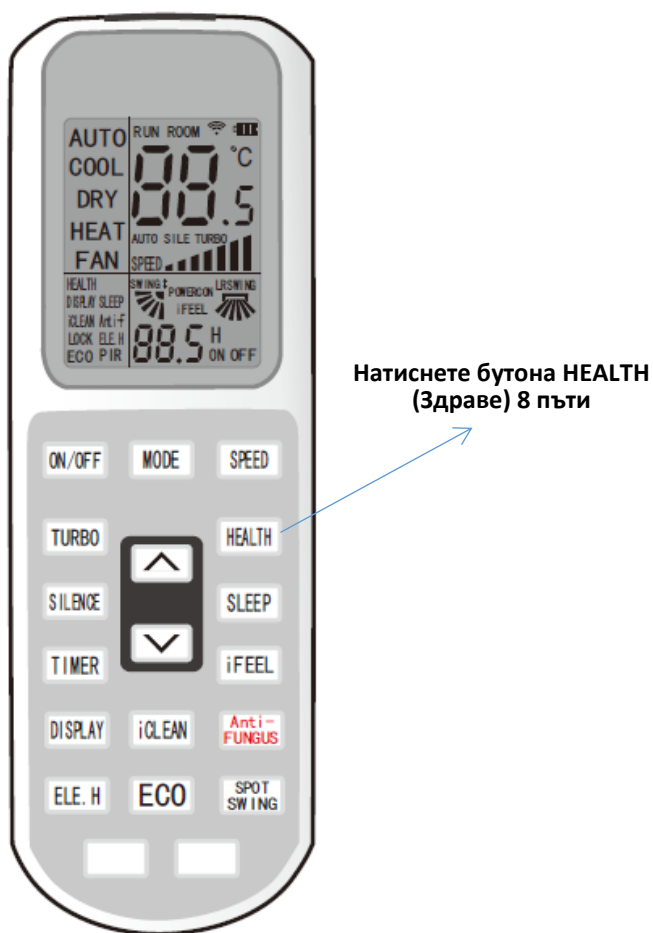 AUTO
COOL
DRY
HEAT
FAN
RUN ROOM
88.5 °C
AUTO SILE TURBO
SPEED
HEALTH
DISPLAY SLEEP
iCLEAN Anti-F
LOCK ELE.H
ECO PIR
SWING LRSWING
POWERCON
iFEEL
88.5 H
ON OFF
Натиснете бутона HEALTH
(Здраве) 8 пъти
ON/OFF MODE SPEED
TURBO HEALTH
SILENCE SLEEP
TIMER iFEEL
DISPLAY iCLEAN Anti-
FUNGUS
ELE.H ECO SPOT
SWING